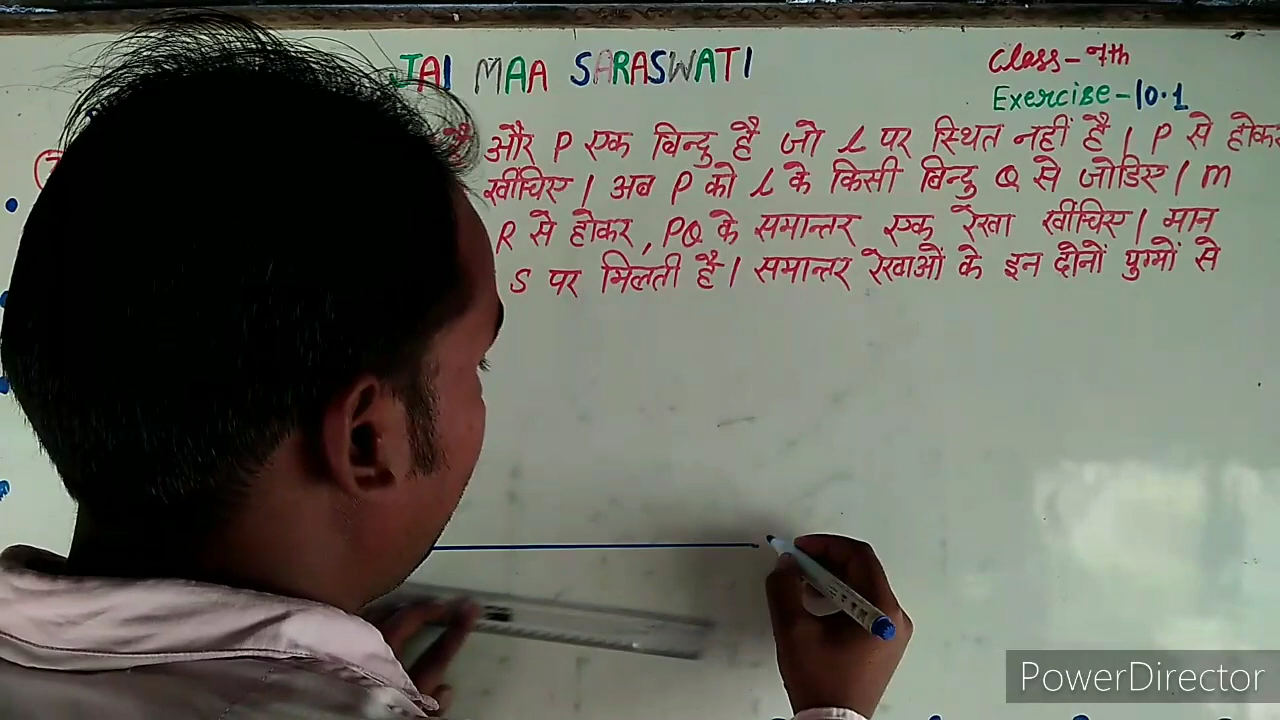 JAI MAA SARASWATI
Class-7th
Exercise-10.1
है और P एक बिन्दु है जो l पर स्थित नहीं है। P से होकर
खींचिए। अब P को l के किसी बिन्दु Q से जोडिए। m
R से होकर, PQ के समान्तर एक रेखा खींचिए। मान
S पर मिलती है। समान्तर रेखाओं के इन दोनों युग्मों से
PowerDirector